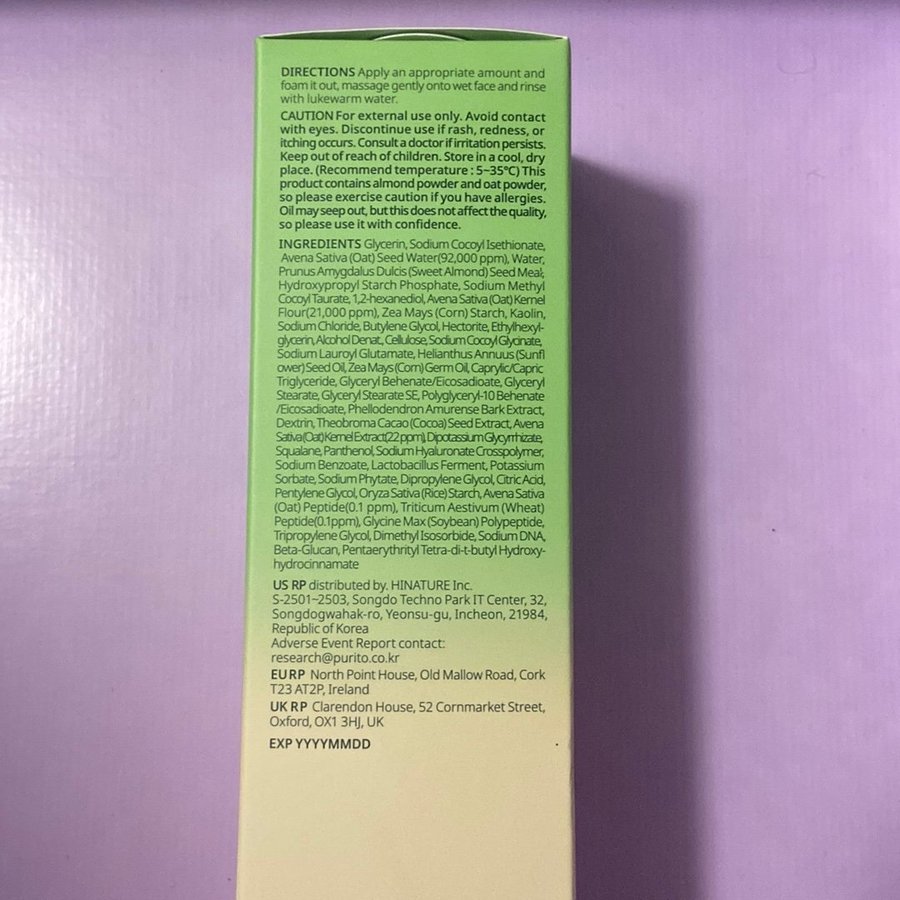 DIRECTIONS Apply an appropriate amount and
foam it out, massage gently onto wet face and rinse
with lukewarm water.
CAUTION For external use only. Avoid contact
with eyes. Discontinue use if rash, redness, or
itching occurs. Consult a doctor if irritation persists.
Keep out of reach of children. Store in a cool, dry
place. (Recommend temperature : 5~35℃) This
product contains almond powder and oat powder,
so please exercise caution if you have allergies.
Oil may seep out, but this does not affect the quality,
so please use it with confidence.
INGREDIENTS Glycerin, Sodium Cocoyl Isethionate,
Avena Sativa (Oat) Seed Water(92,000 ppm), Water,
Prunus Amygdalus Dulcis (Sweet Almond) Seed Meal,
Hydroxypropyl Starch Phosphate, Sodium Methyl
Cocoyl Taurate, 1,2-hexanediol, Avena Sativa (Oat) Kernel
Flour(21,000 ppm), Zea Mays (Corn) Starch, Kaolin,
Sodium Chloride, Butylene Glycol, Hectorite, Ethylhexyl-
glycerin, Alcohol Denat., Cellulose, Sodium Cocoyl Glycinate,
Sodium Lauroyl Glutamate, Helianthus Annuus (Sunfl
ower) Seed Oil, Zea Mays (Corn) Germ Oil, Caprylic/Capric
Triglyceride, Glyceryl Behenate/Eicosadioate, Glyceryl
Stearate, Glyceryl Stearate SE, Polyglyceryl-10 Behenate
/Eicosadioate, Phellodendron Amurense Bark Extract,
Dextrin, Theobroma Cacao (Cocoa) Seed Extract, Avena
Sativa (Oat) Kernel Extract(22 ppm), Dipotassium Glycyrrhizate,
Squalane, Panthenol, Sodium Hyaluronate Crosspolymer,
Sodium Benzoate, Lactobacillus Ferment, Potassium
Sorbate, Sodium Phytate, Dipropylene Glycol, Citric Acid,
Pentylene Glycol, Oryza Sativa (Rice) Starch, Avena Sativa
(Oat) Peptide(0.1 ppm), Triticum Aestivum (Wheat)
Peptide(0.1ppm), Glycine Max (Soybean) Polypeptide,
Tripropylene Glycol, Dimethyl Isosorbide, Sodium DNA,
Beta-Glucan, Pentaerythrityl Tetra-di-t-butyl Hydroxy-
hydrocinnamate
US RP distributed by. HINATURE Inc.
S-2501~2503, Songdo Techno Park IT Center, 32,
Songdogwahak-ro, Yeonsu-gu, Incheon, 21984,
Republic of Korea
Adverse Event Report contact:
research@purito.co.kr
EU RP North Point House, Old Mallow Road, Cork
T23 AT2P, Ireland
UK RP Clarendon House, 52 Cornmarket Street,
Oxford, OX1 3HJ, UK
EXP YYYYMMDD